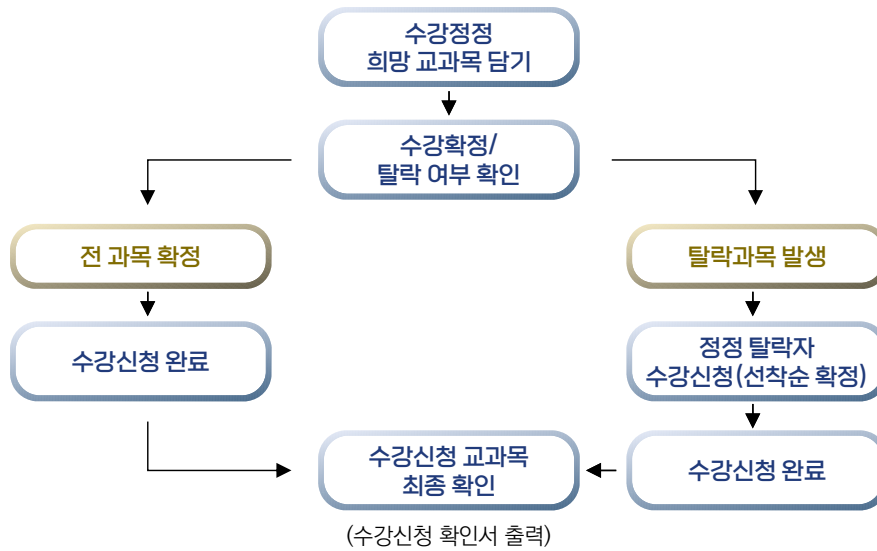 수강정정
희망 교과목 담기
수강확정/
탈락 여부 확인
전 과목 확정
탈락과목 발생
수강신청 완료
정정 탈락자
수강신청(선착순 확정)
수강신청 교과목
최종 확인
수강신청 완료
(수강신청 확인서 출력)